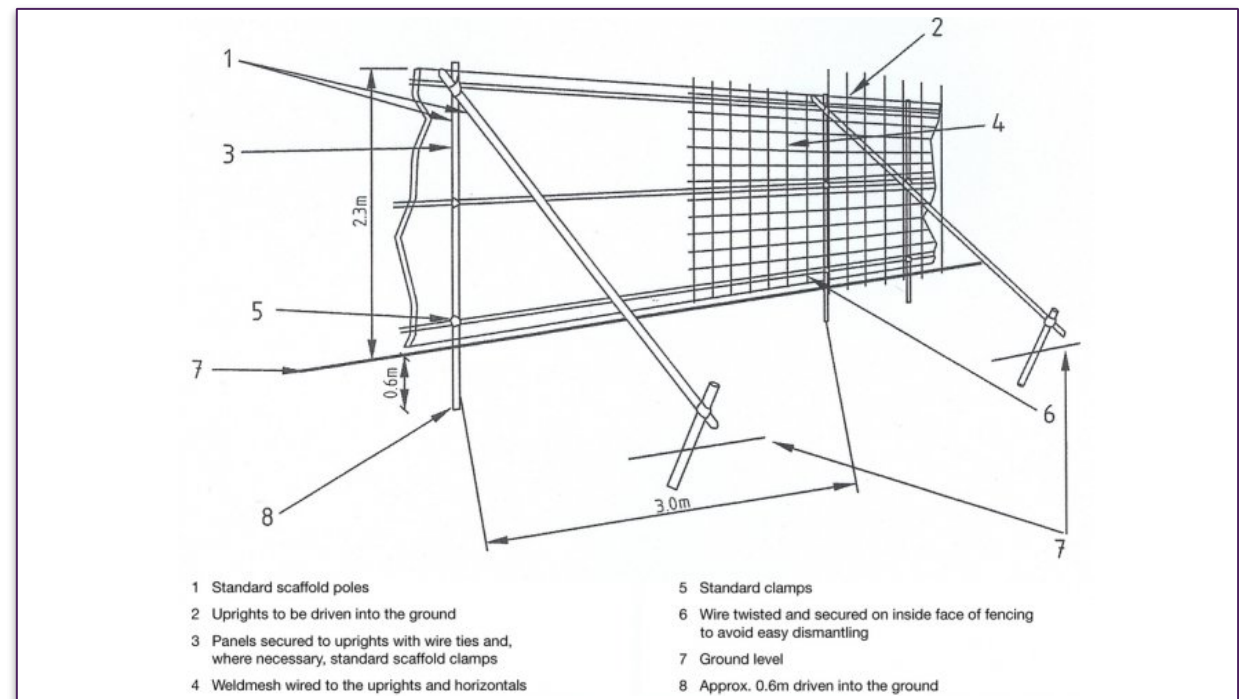 1
2
3
4
2.3m
5
7
0.6m
6
8
3.0m
7
1 Standard scaffold poles
2 Uprights to be driven into the ground
3 Panels secured to uprights with wire ties and,
where necessary, standard scaffold clamps
4 Weldmesh wired to the uprights and horizontals
5 Standard clamps
6 Wire twisted and secured on inside face of fencing
to avoid easy dismantling
7 Ground level
8 Approx. 0.6m driven into the ground